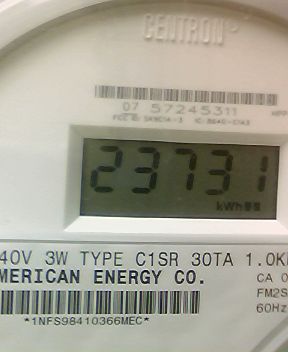 CENTRON®
07 57245311
23731
kWh
40V 3W TYPE C1SR 30TA 1.0K
MERICAN ENERGY CO.
CA 0
FM2S
60Hz
*1NFS98410366MEC*